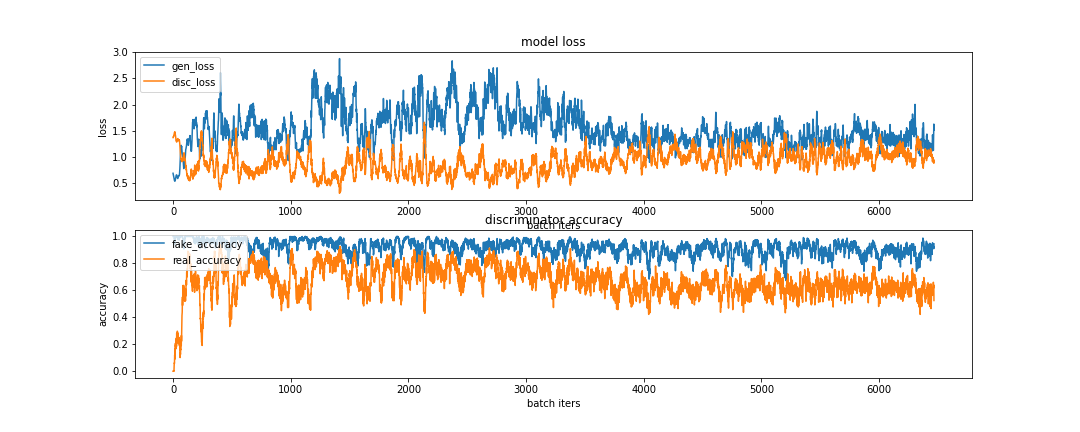 model loss
3.0
2.5
2.0
1.5
1.0
0.5
loss
gen_loss
disc_loss
0 1000 2000 3000 4000 5000 6000
batch iters
discriminator accuracy
1.0
0.8
0.6
0.4
0.2
0.0
accuracy
fake_accuracy
real_accuracy
0 1000 2000 3000 4000 5000 6000
batch iters